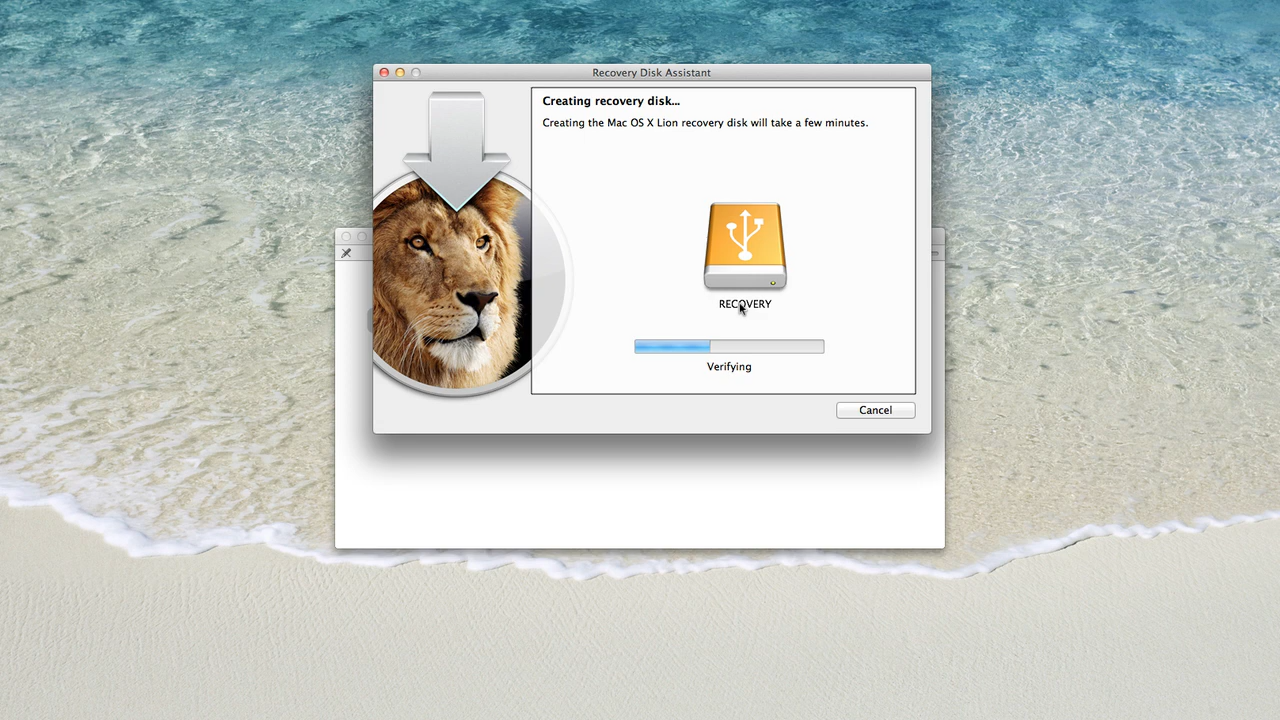 Recovery Disk Assistant
Creating recovery disk...
Creating the Mac OS X Lion recovery disk will take a few minutes.
RECOVERY
Verifying
Cancel